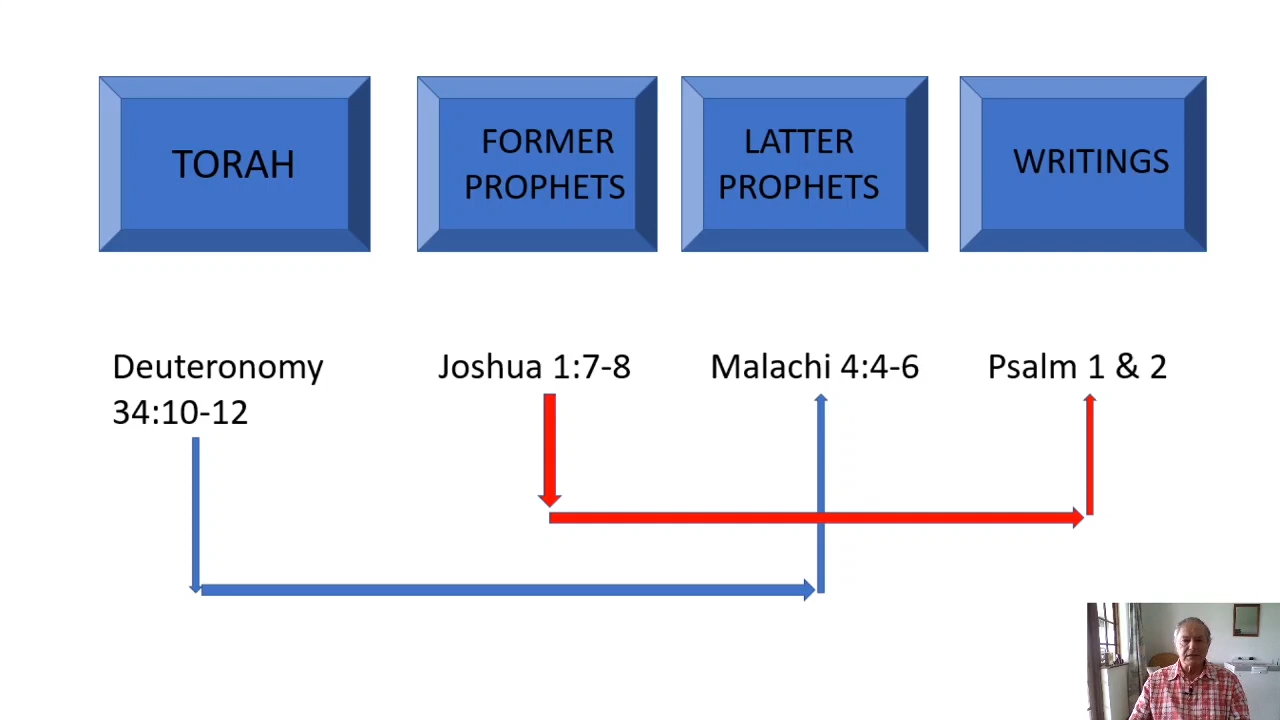 TORAH
FORMER
PROPHETS
LATTER
PROPHETS
WRITINGS
Deuteronomy
34:10-12
Joshua 1:7-8
Malachi 4:4-6
Psalm 1 & 2